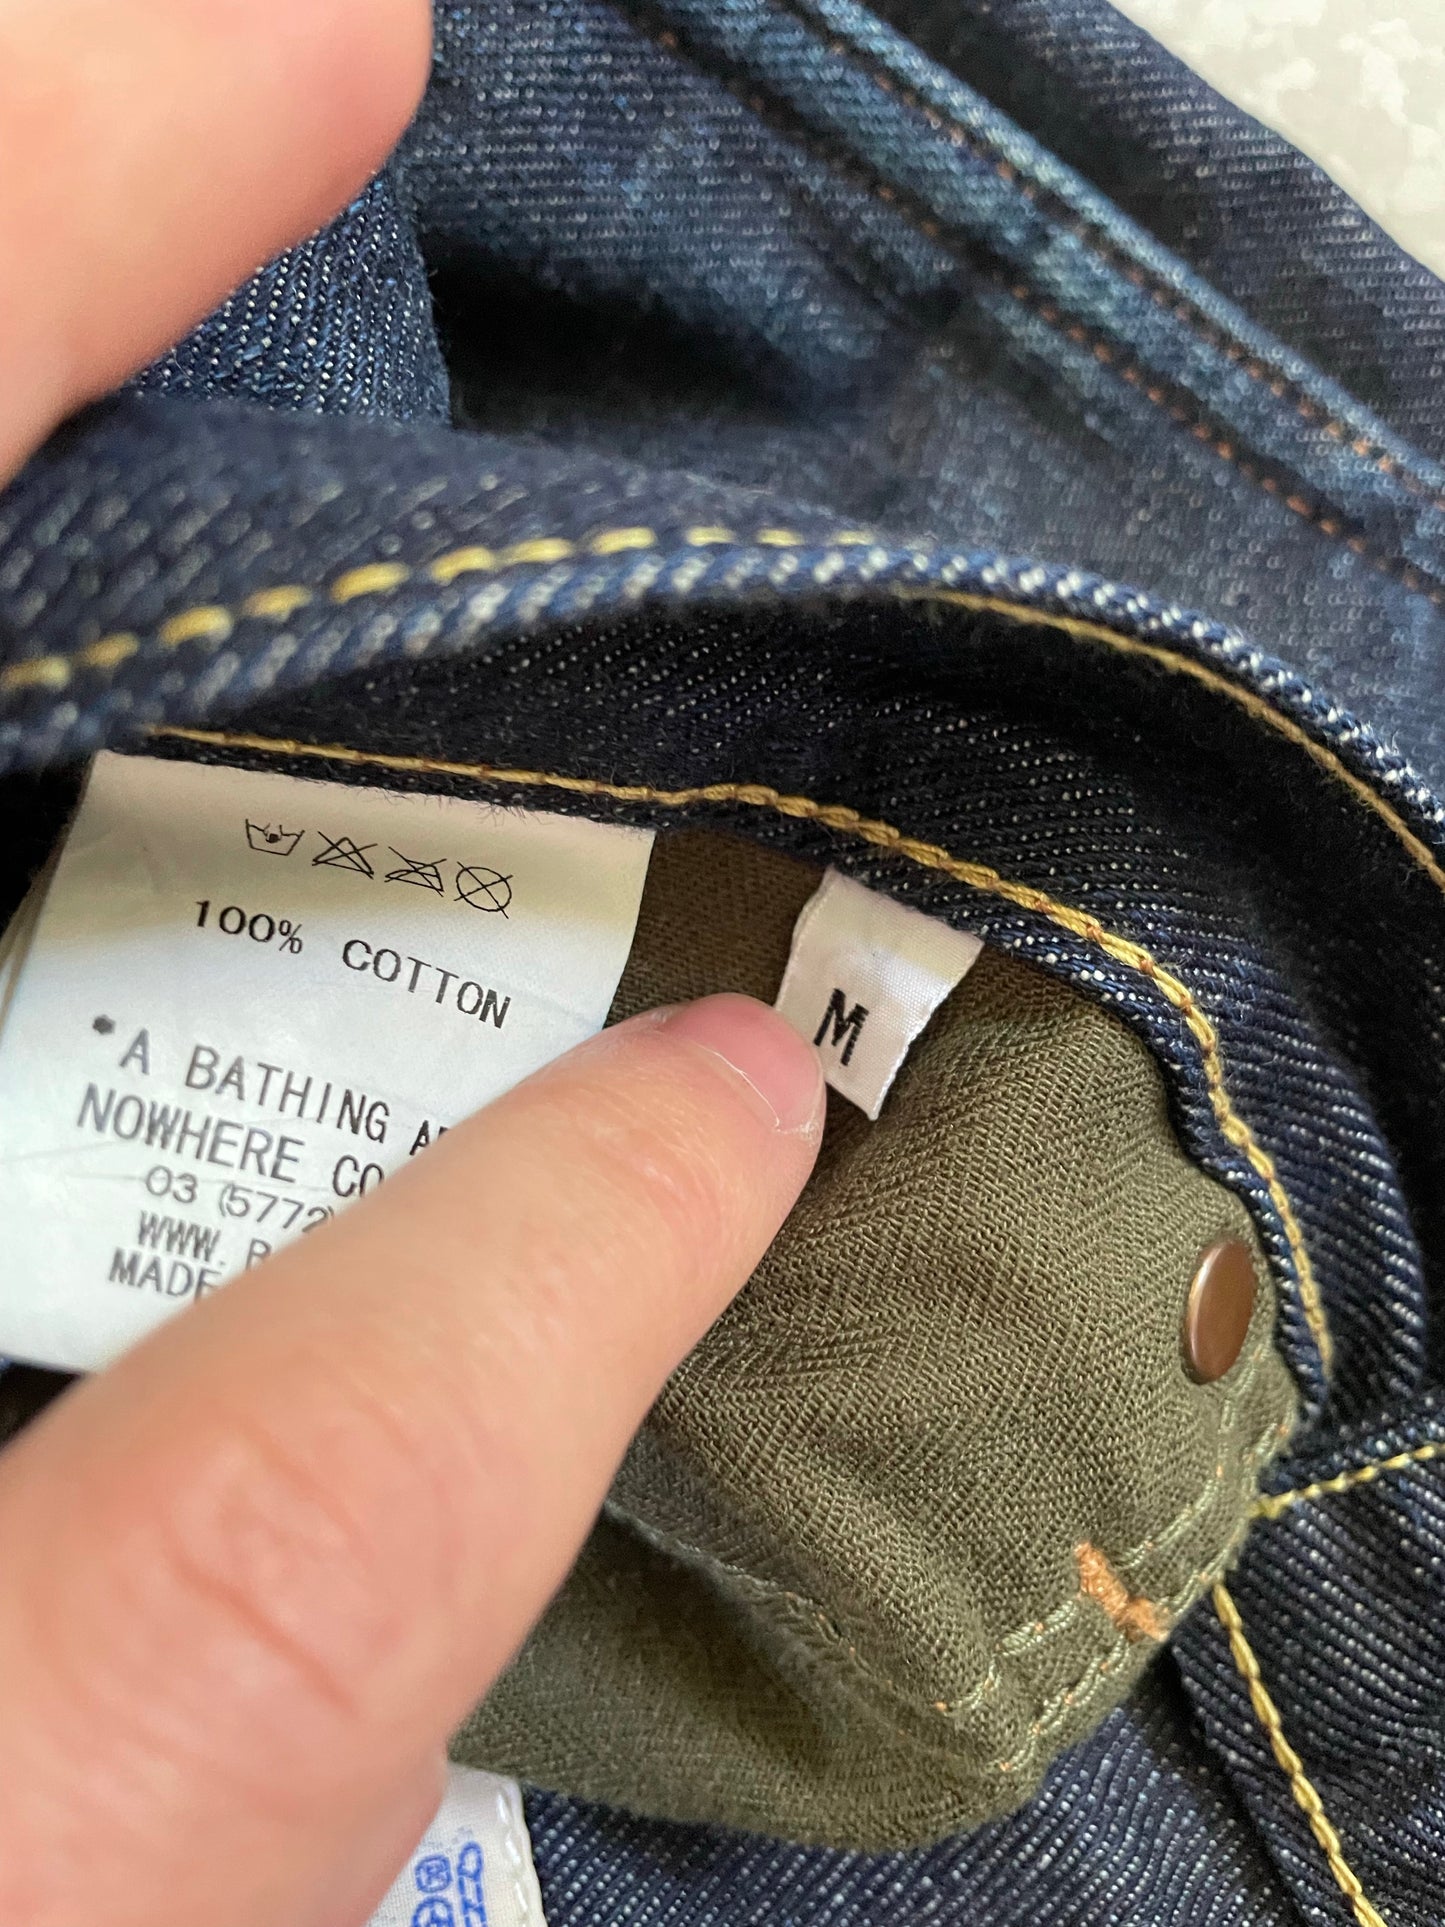 100% COTTON
*A BATHING A
NOWHERE CO
03 (5772)
WWW. B
MADE
M